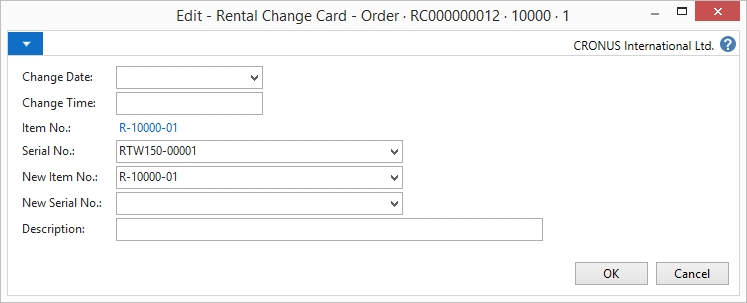 Edit - Rental Change Card - Order · RC000000012 · 10000 · 1
CRONUS International Ltd. ?
Change Date:
Change Time:
Item No.: R-10000-01
Serial No.: RTW150-00001
New Item No.: R-10000-01
New Serial No.:
Description:
OK Cancel